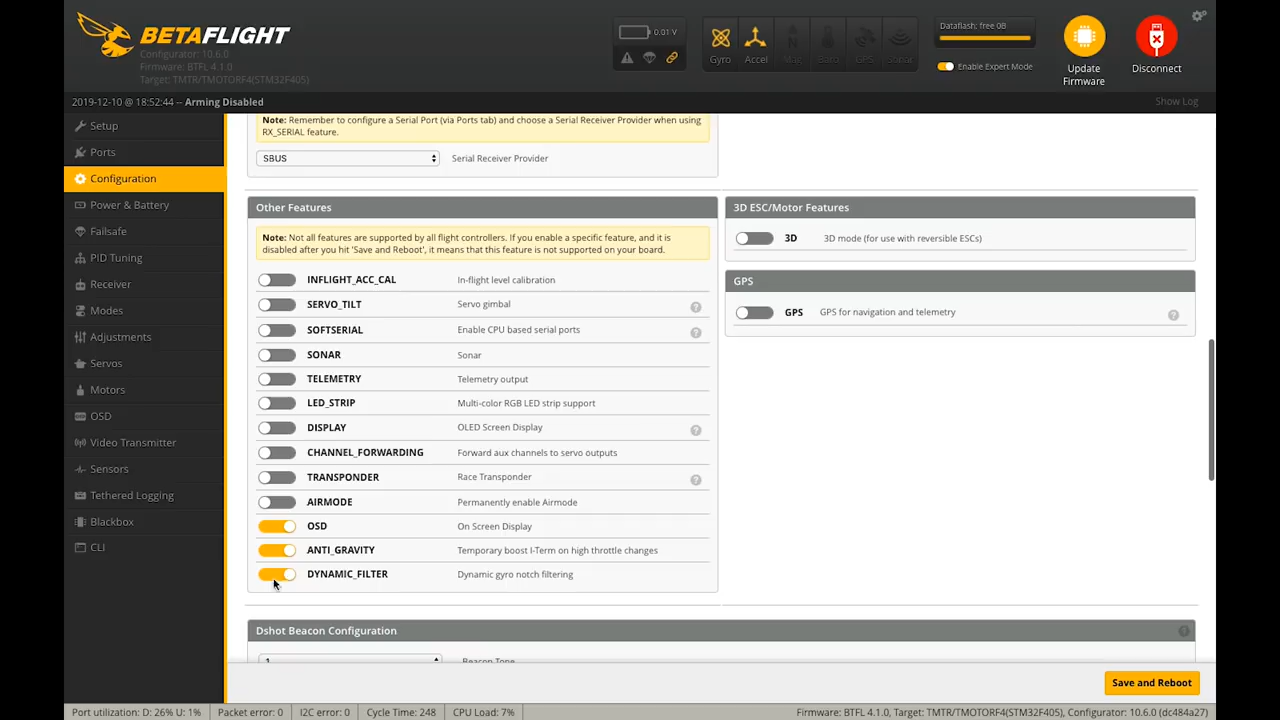 BETAFLIGHT
Configurator: 10.6.0
Firmware: BTFL 4.1.0
Target: TMTR/TMOTORF4(STM32F405)
0.01 V
Gyro
Accel
Mag
Baro
GPS
Sonar
Dataflash: free 0B
Enable Expert Mode
Update
Firmware
Disconnect
2019-12-10 @ 18:52:44 -- Arming Disabled
Show Log
Setup
Ports
Configuration
Power & Battery
Failsafe
PID Tuning
Receiver
Modes
Adjustments
Servos
Motors
OSD
Video Transmitter
Sensors
Tethered Logging
Blackbox
CLI
Note: Remember to configure a Serial Port (via Ports tab) and choose a Serial Receiver Provider when using
RX_SERIAL feature.
SBUS Serial Receiver Provider
Other Features
Note: Not all features are supported by all flight controllers. If you enable a specific feature, and it is
disabled after you hit 'Save and Reboot', it means that this feature is not supported on your board.
INFLIGHT_ACC_CAL In-flight level calibration
SERVO_TILT Servo gimbal ?
SOFTSERIAL Enable CPU based serial ports ?
SONAR Sonar
TELEMETRY Telemetry output
LED_STRIP Multi-color RGB LED strip support
DISPLAY OLED Screen Display ?
CHANNEL_FORWARDING Forward aux channels to servo outputs
TRANSPONDER Race Transponder ?
AIRMODE Permanently enable Airmode
OSD On Screen Display
ANTI_GRAVITY Temporary boost I-Term on high throttle changes
DYNAMIC_FILTER Dynamic gyro notch filtering
3D ESC/Motor Features
3D 3D mode (for use with reversible ESCs)
GPS
GPS GPS for navigation and telemetry ?
Dshot Beacon Configuration
1 Beacon Tone
Save and Reboot
Port utilization: D: 26% U: 1% Packet error: 0 I2C error: 0 Cycle Time: 248 CPU Load: 7% Firmware: BTFL 4.1.0, Target: TMTR/TMOTORF4(STM32F405), Configurator: 10.6.0 (dc484a27)